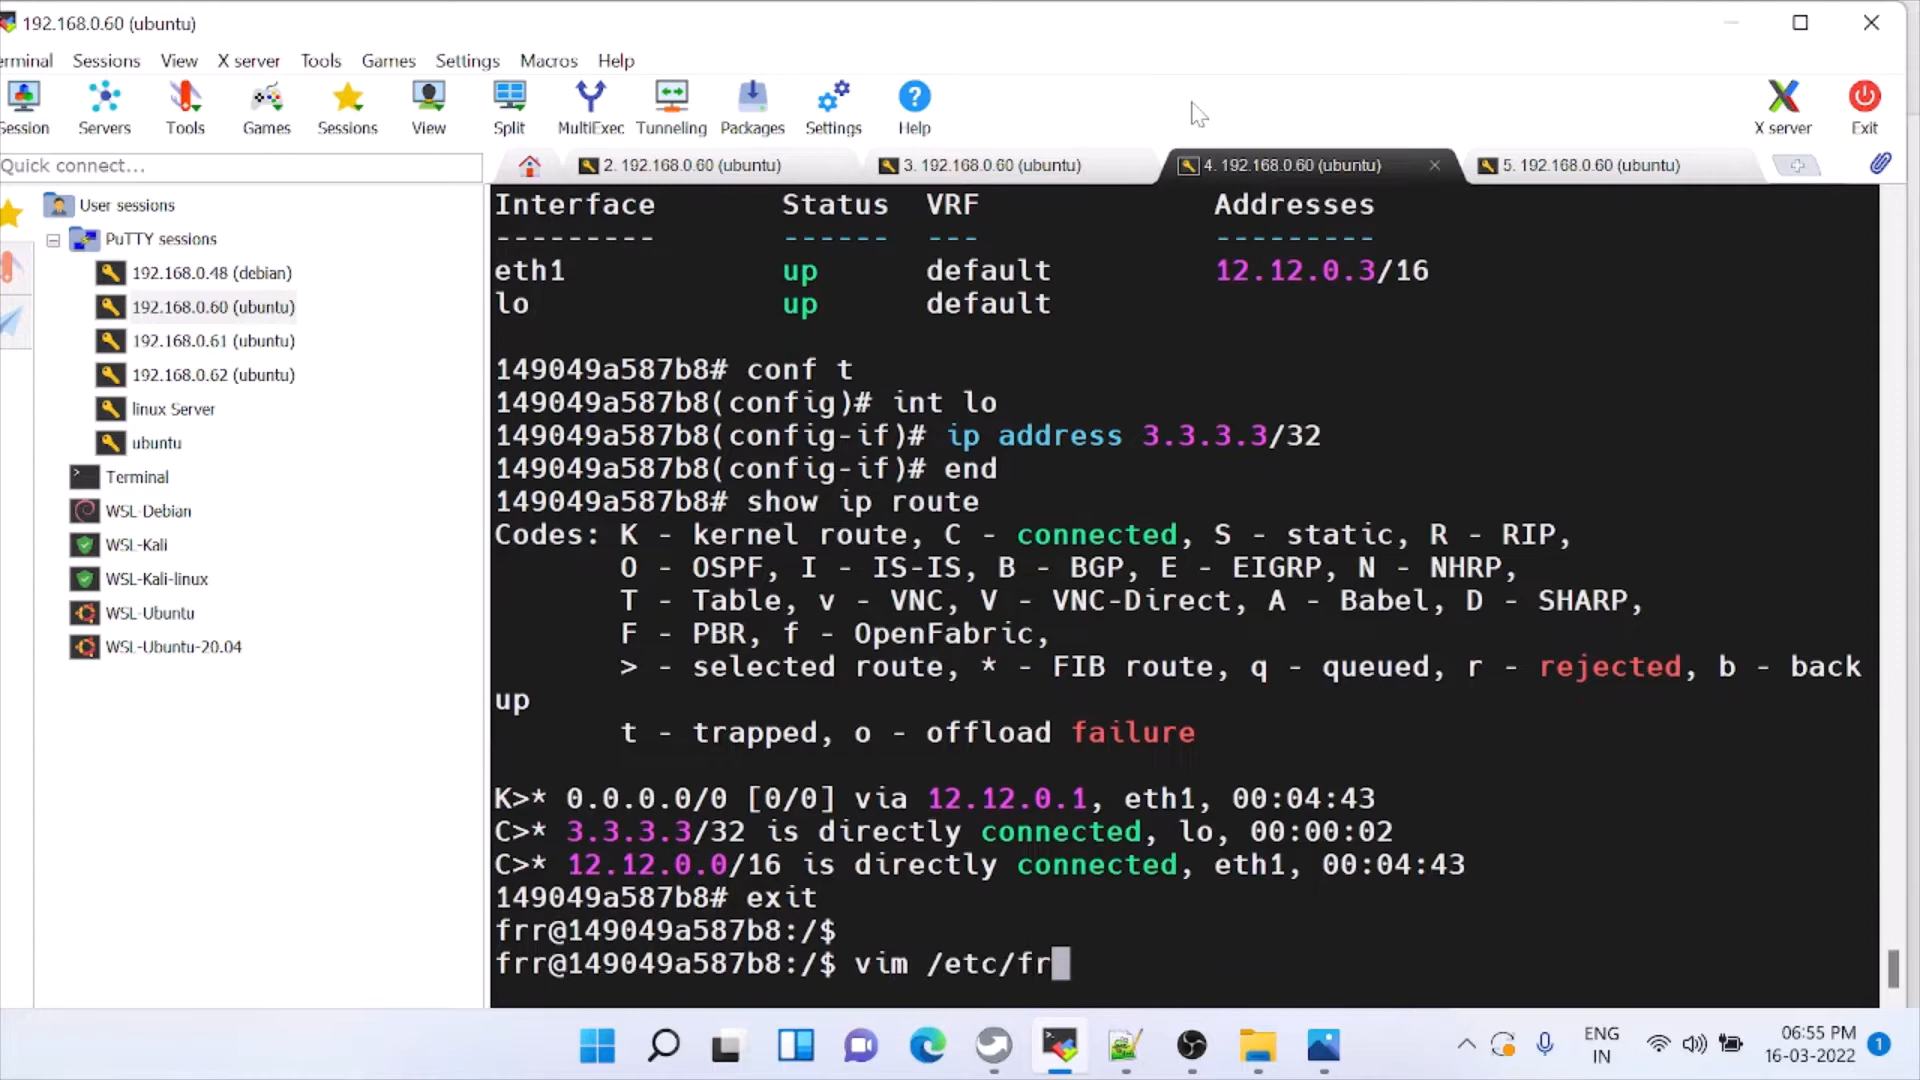 192.168.0.60 (ubuntu)
erminal Sessions View X server Tools Games Settings Macros Help
Session Servers Tools Games Sessions View Split MultiExec Tunneling Packages Settings Help X server Exit
Quick connect...
2. 192.168.0.60 (ubuntu) 3. 192.168.0.60 (ubuntu) 4. 192.168.0.60 (ubuntu) 5. 192.168.0.60 (ubuntu)
User sessions
PuTTY sessions
192.168.0.48 (debian)
192.168.0.60 (ubuntu)
192.168.0.61 (ubuntu)
192.168.0.62 (ubuntu)
linux Server
ubuntu
Terminal
WSL-Debian
WSL-Kali
WSL-Kali-linux
WSL-Ubuntu
WSL-Ubuntu-20.04
Interface Status VRF Addresses
--------- ------ --- ---------
eth1 up default 12.12.0.3/16
lo up default
149049a587b8# conf t
149049a587b8(config)# int lo
149049a587b8(config-if)# ip address 3.3.3.3/32
149049a587b8(config-if)# end
149049a587b8# show ip route
Codes: K - kernel route, C - connected, S - static, R - RIP,
O - OSPF, I - IS-IS, B - BGP, E - EIGRP, N - NHRP,
T - Table, v - VNC, V - VNC-Direct, A - Babel, D - SHARP,
F - PBR, f - OpenFabric,
> - selected route, * - FIB route, q - queued, r - rejected, b - back
up
t - trapped, o - offload failure
K>* 0.0.0.0/0 [0/0] via 12.12.0.1, eth1, 00:04:43
C>* 3.3.3.3/32 is directly connected, lo, 00:00:02
C>* 12.12.0.0/16 is directly connected, eth1, 00:04:43
149049a587b8# exit
frr@149049a587b8:/$
frr@149049a587b8:/$ vim /etc/fr
ENG
IN
06:55 PM
16-03-2022
1